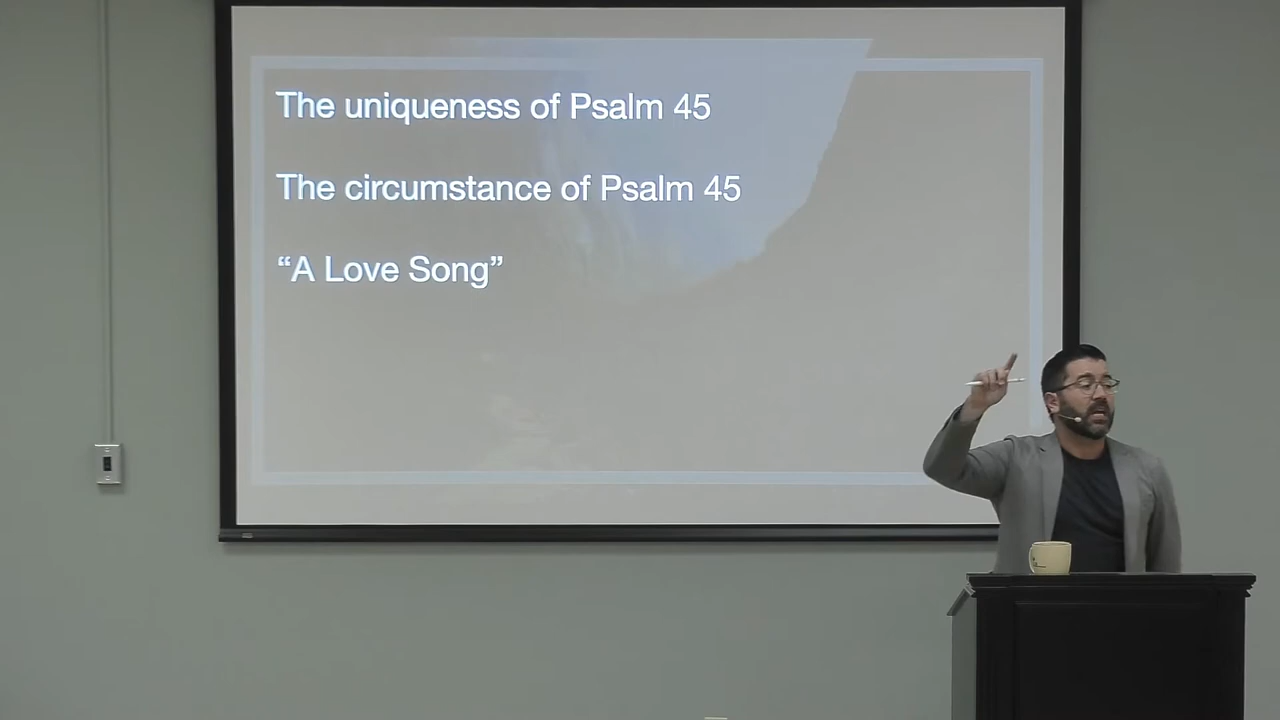 The uniqueness of Psalm 45
The circumstance of Psalm 45
“A Love Song”